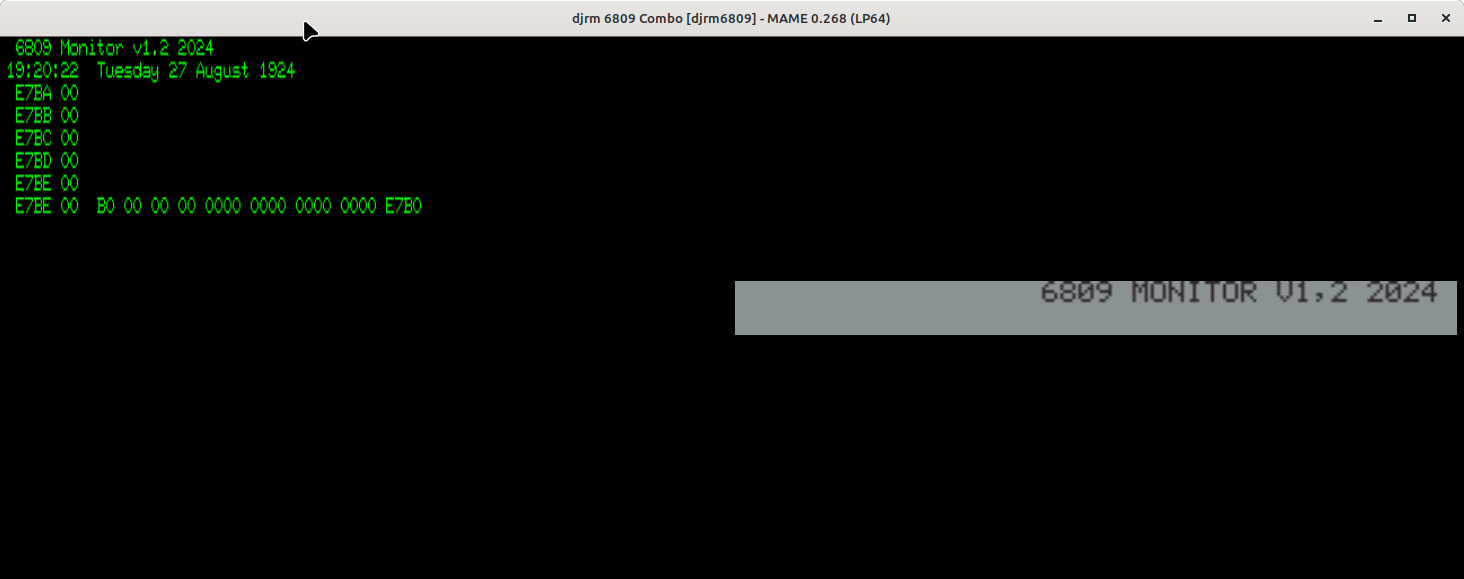 djrm 6809 Combo [djrm6809] - MAME 0.268 (LP64)
6809 Monitor v1.2 2024
19:20:22  Tuesday 27 August 1924
E7BA 00
E7BB 00
E7BC 00
E7BD 00
E7BE 00
E7BE 00  B0 00 00 00 0000 0000 0000 0000 E7B0
6809 MONITOR V1,2 2024